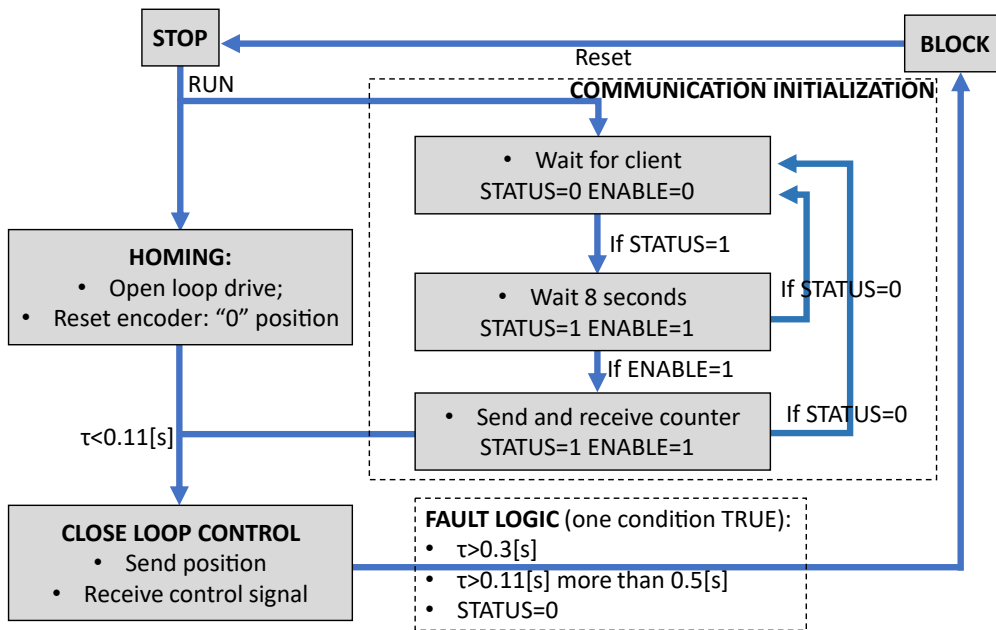 STOP
BLOCK
Reset
RUN
COMMUNICATION INITIALIZATION
• Wait for client
STATUS=0 ENABLE=0
If STATUS=1
HOMING:
• Open loop drive;
• Reset encoder: “0” position
• Wait 8 seconds
STATUS=1 ENABLE=1
If STATUS=0
If ENABLE=1
• Send and receive counter
STATUS=1 ENABLE=1
If STATUS=0
τ<0.11[s]
CLOSE LOOP CONTROL
• Send position
• Receive control signal
FAULT LOGIC (one condition TRUE):
• τ>0.3[s]
• τ>0.11[s] more than 0.5[s]
• STATUS=0